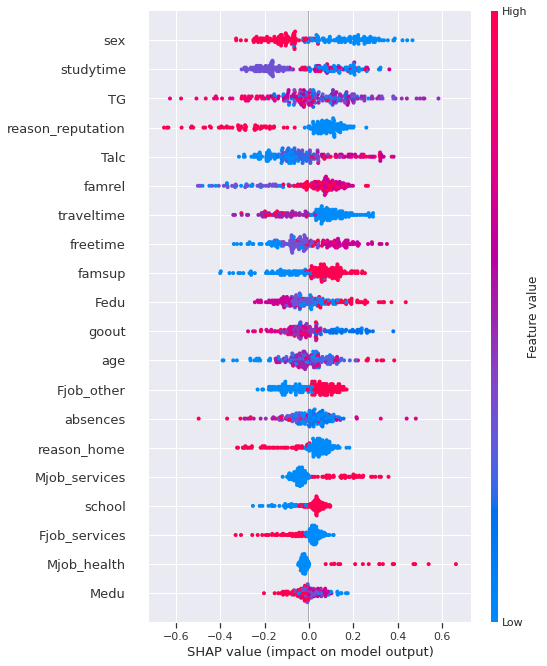 High
sex
studytime
TG
reason_reputation
Talc
famrel
traveltime
freetime
famsup
Fedu
goout
age
Fjob_other
absences
reason_home
Mjob_services
school
Fjob_services
Mjob_health
Medu
Low
Feature value
−0.6 −0.4 −0.2 0.0 0.2 0.4 0.6
SHAP value (impact on model output)